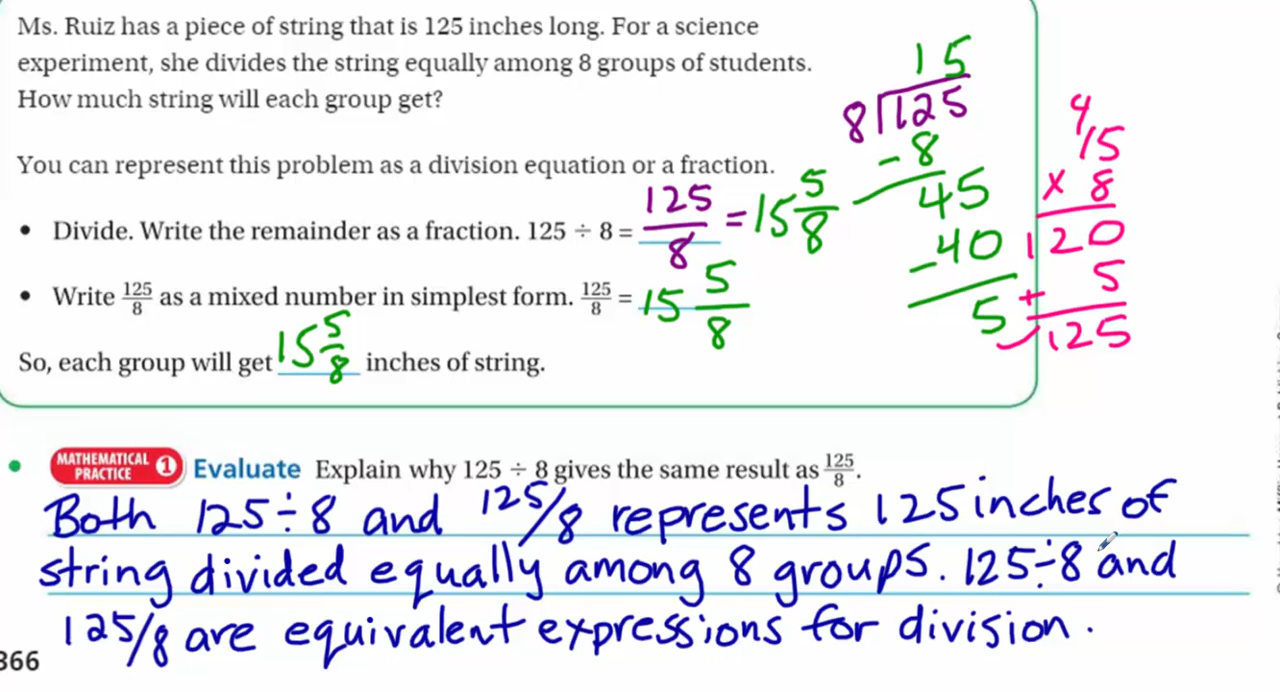 Ms. Ruiz has a piece of string that is 125 inches long. For a science
experiment, she divides the string equally among 8 groups of students.
How much string will each group get?
You can represent this problem as a division equation or a fraction.
• Divide. Write the remainder as a fraction. 125 ÷ 8 = 125/8 = 15 5/8
• Write 125/8 as a mixed number in simplest form. 125/8 = 15 5/8
So, each group will get 15 5/8 inches of string.
15
8 125
- 8
45
- 40
5
4
15
x 8
120
+ 5
125
MATHEMATICAL
PRACTICE 1 Evaluate Explain why 125 ÷ 8 gives the same result as 125/8.
Both 125÷8 and 125/8 represents 125 inches of
string divided equally among 8 groups. 125÷8 and
125/8 are equivalent expressions for division.
366